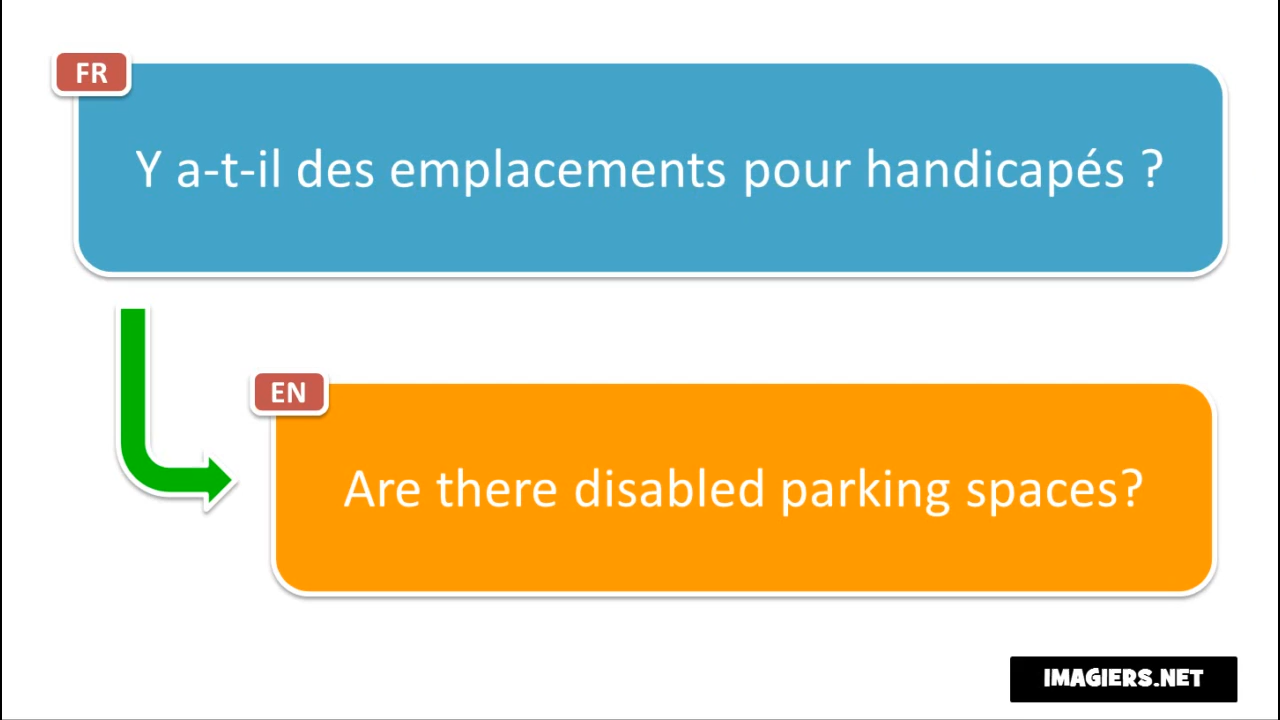 FR
Y a-t-il des emplacements pour handicapés ?
EN
Are there disabled parking spaces?
IMAGIERS.NET